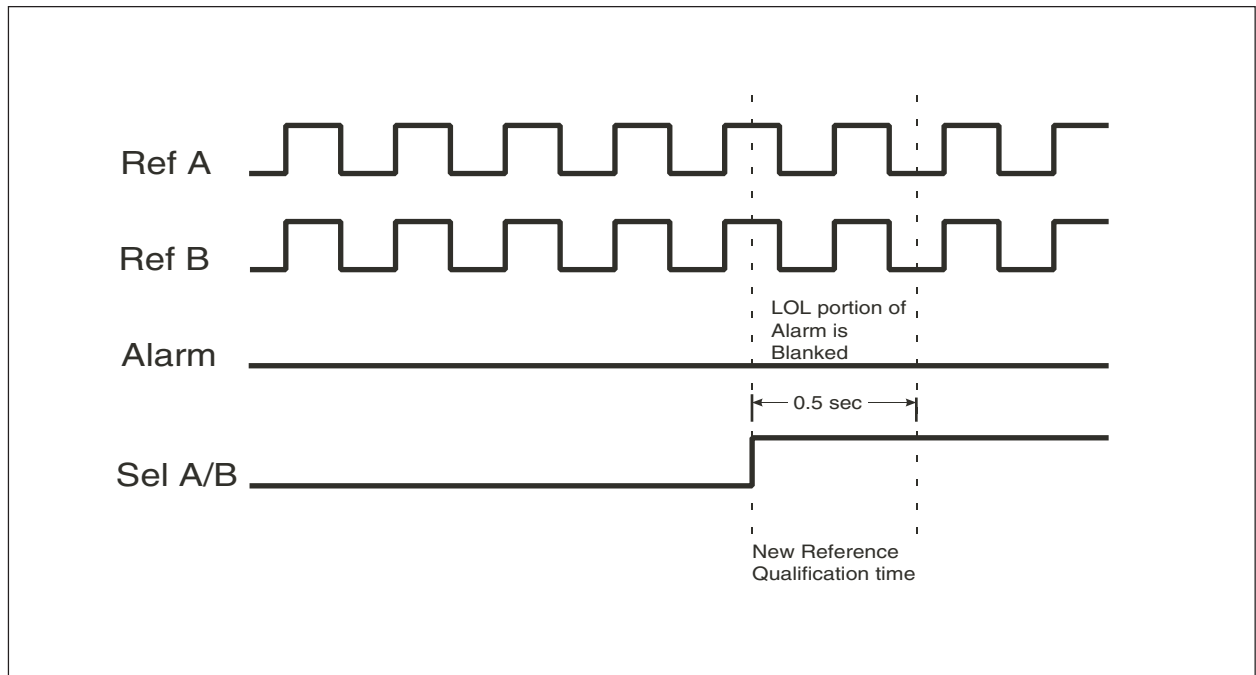 Ref A
Ref B
LOL portion of
Alarm is
Blanked
Alarm
0.5 sec
Sel A/B
New Reference
Qualification time